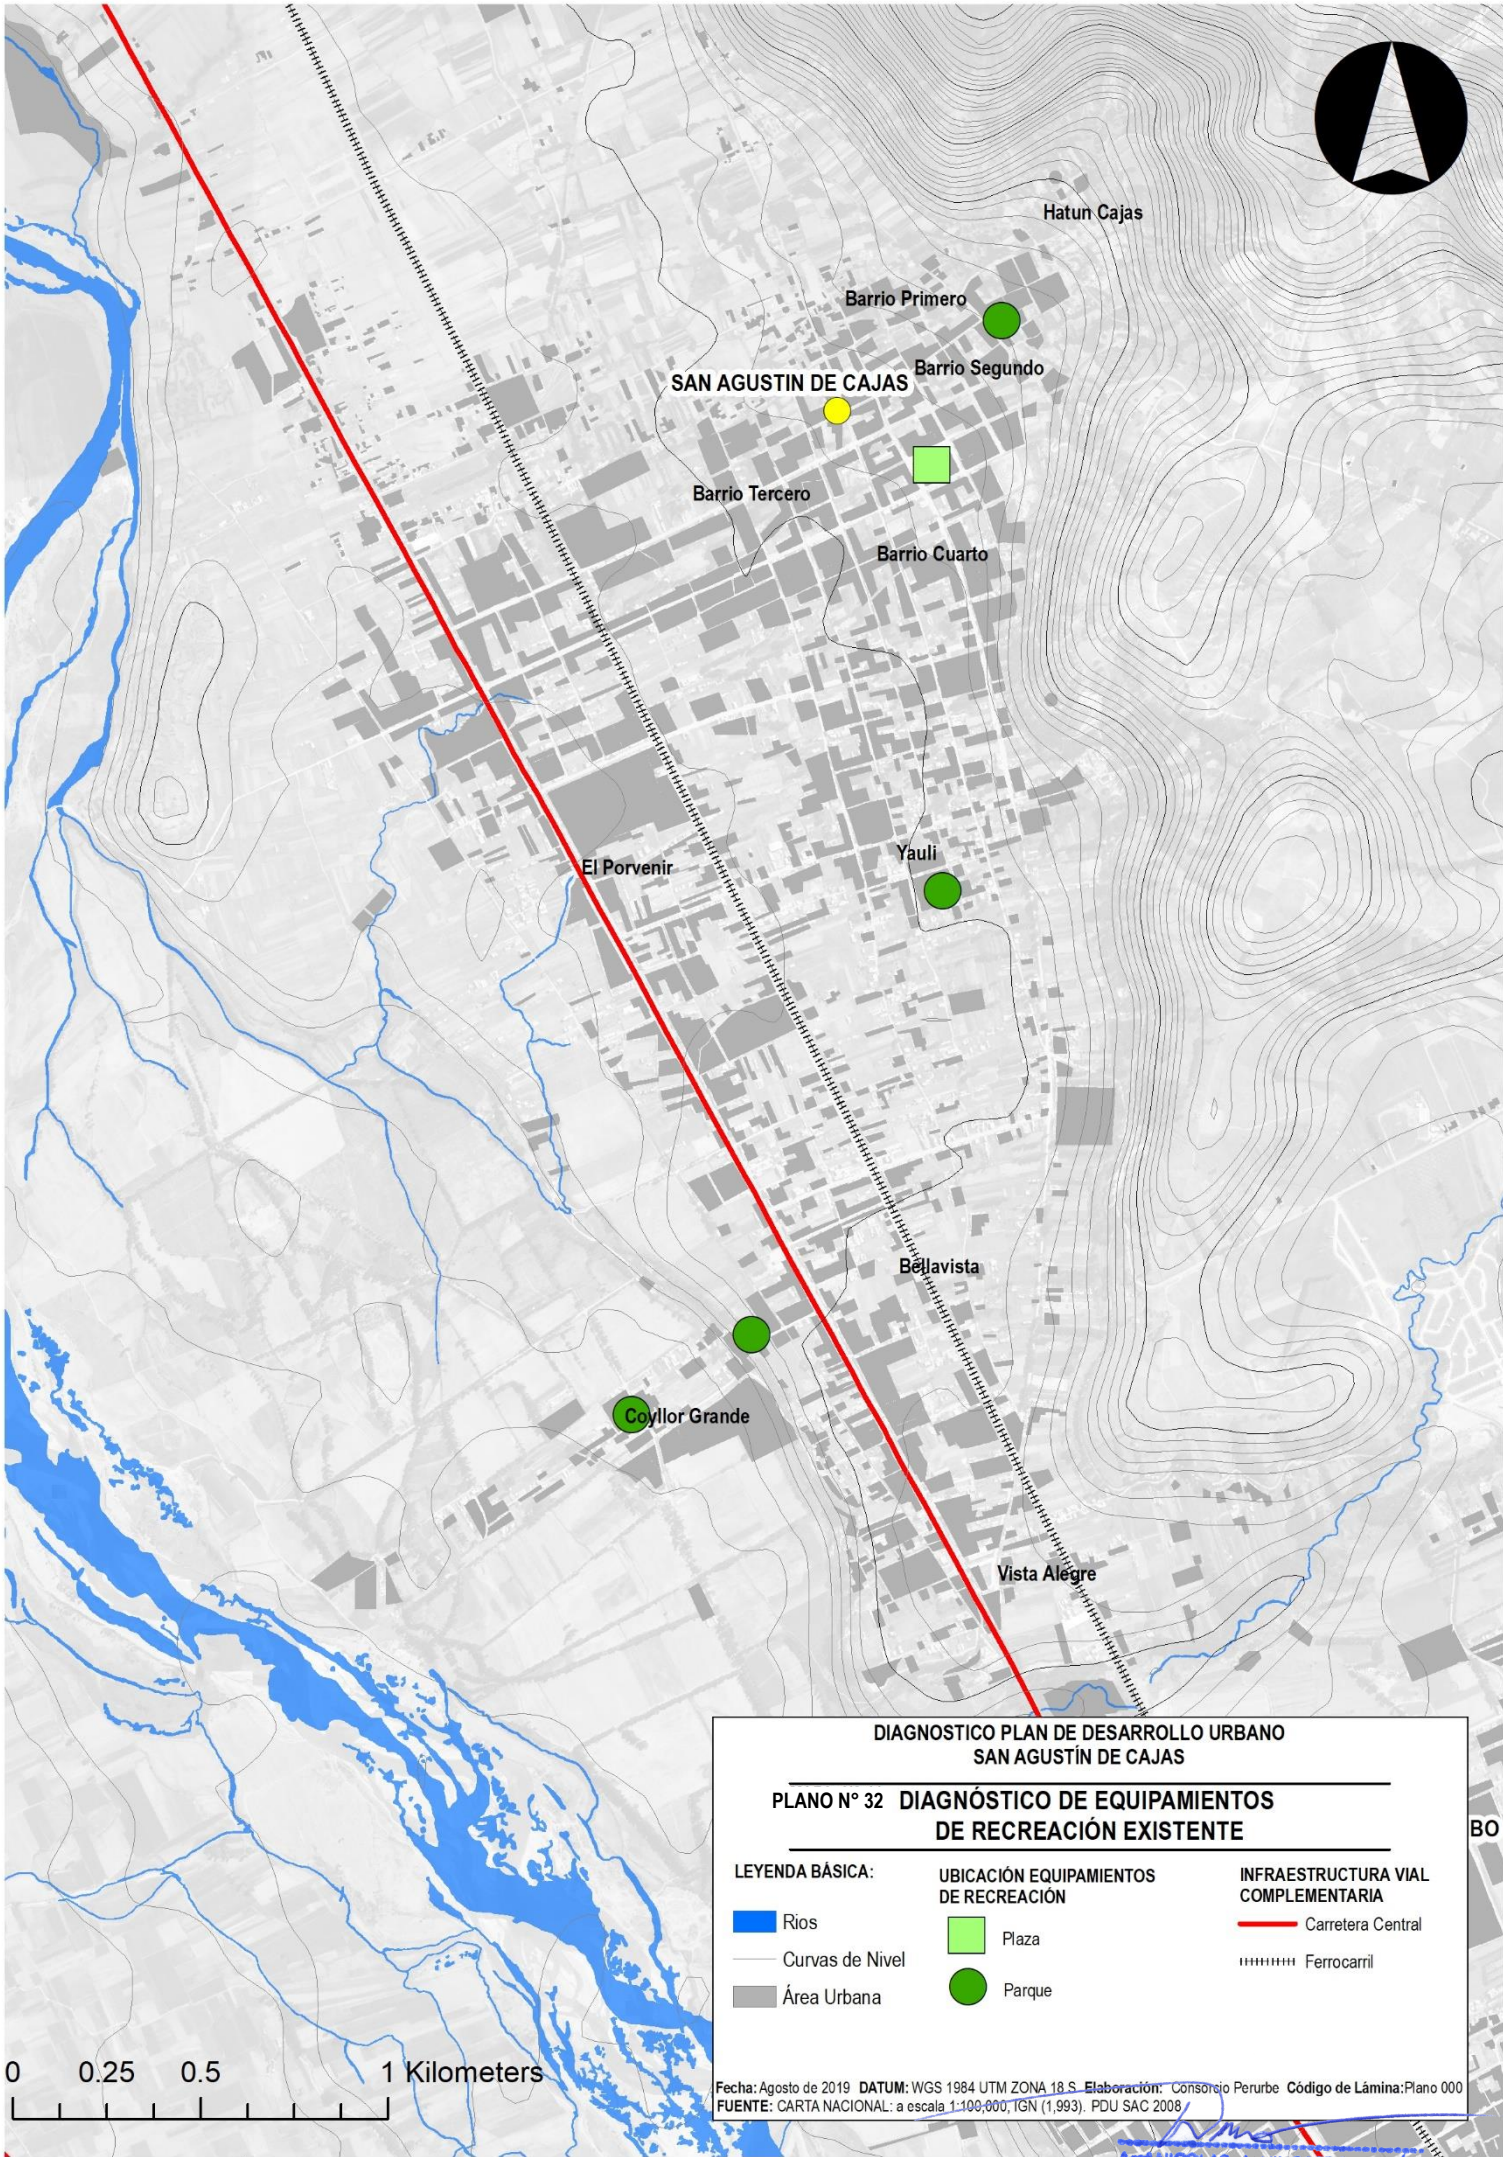 Hatun Cajas
Barrio Primero
Barrio Segundo
SAN AGUSTIN DE CAJAS
Barrio Tercero
Barrio Cuarto
Yauli
El Porvenir
Bellavista
Coyllor Grande
Vista Alegre
DIAGNOSTICO PLAN DE DESARROLLO URBANO
SAN AGUSTÍN DE CAJAS
PLANO N° 32 DIAGNÓSTICO DE EQUIPAMIENTOS
DE RECREACIÓN EXISTENTE
BO
LEYENDA BÁSICA:
Rios
Curvas de Nivel
Área Urbana
UBICACIÓN EQUIPAMIENTOS
DE RECREACIÓN
Plaza
Parque
INFRAESTRUCTURA VIAL
COMPLEMENTARIA
Carretera Central
Ferrocarril
0 0.25 0.5 1 Kilometers
Fecha: Agosto de 2019 DATUM: WGS 1984 UTM ZONA 18 S Elaboración: Consorcio Perurbe Código de Lámina:Plano 000
FUENTE: CARTA NACIONAL: a escala 1:100,000, IGN (1,993). PDU SAC 2008